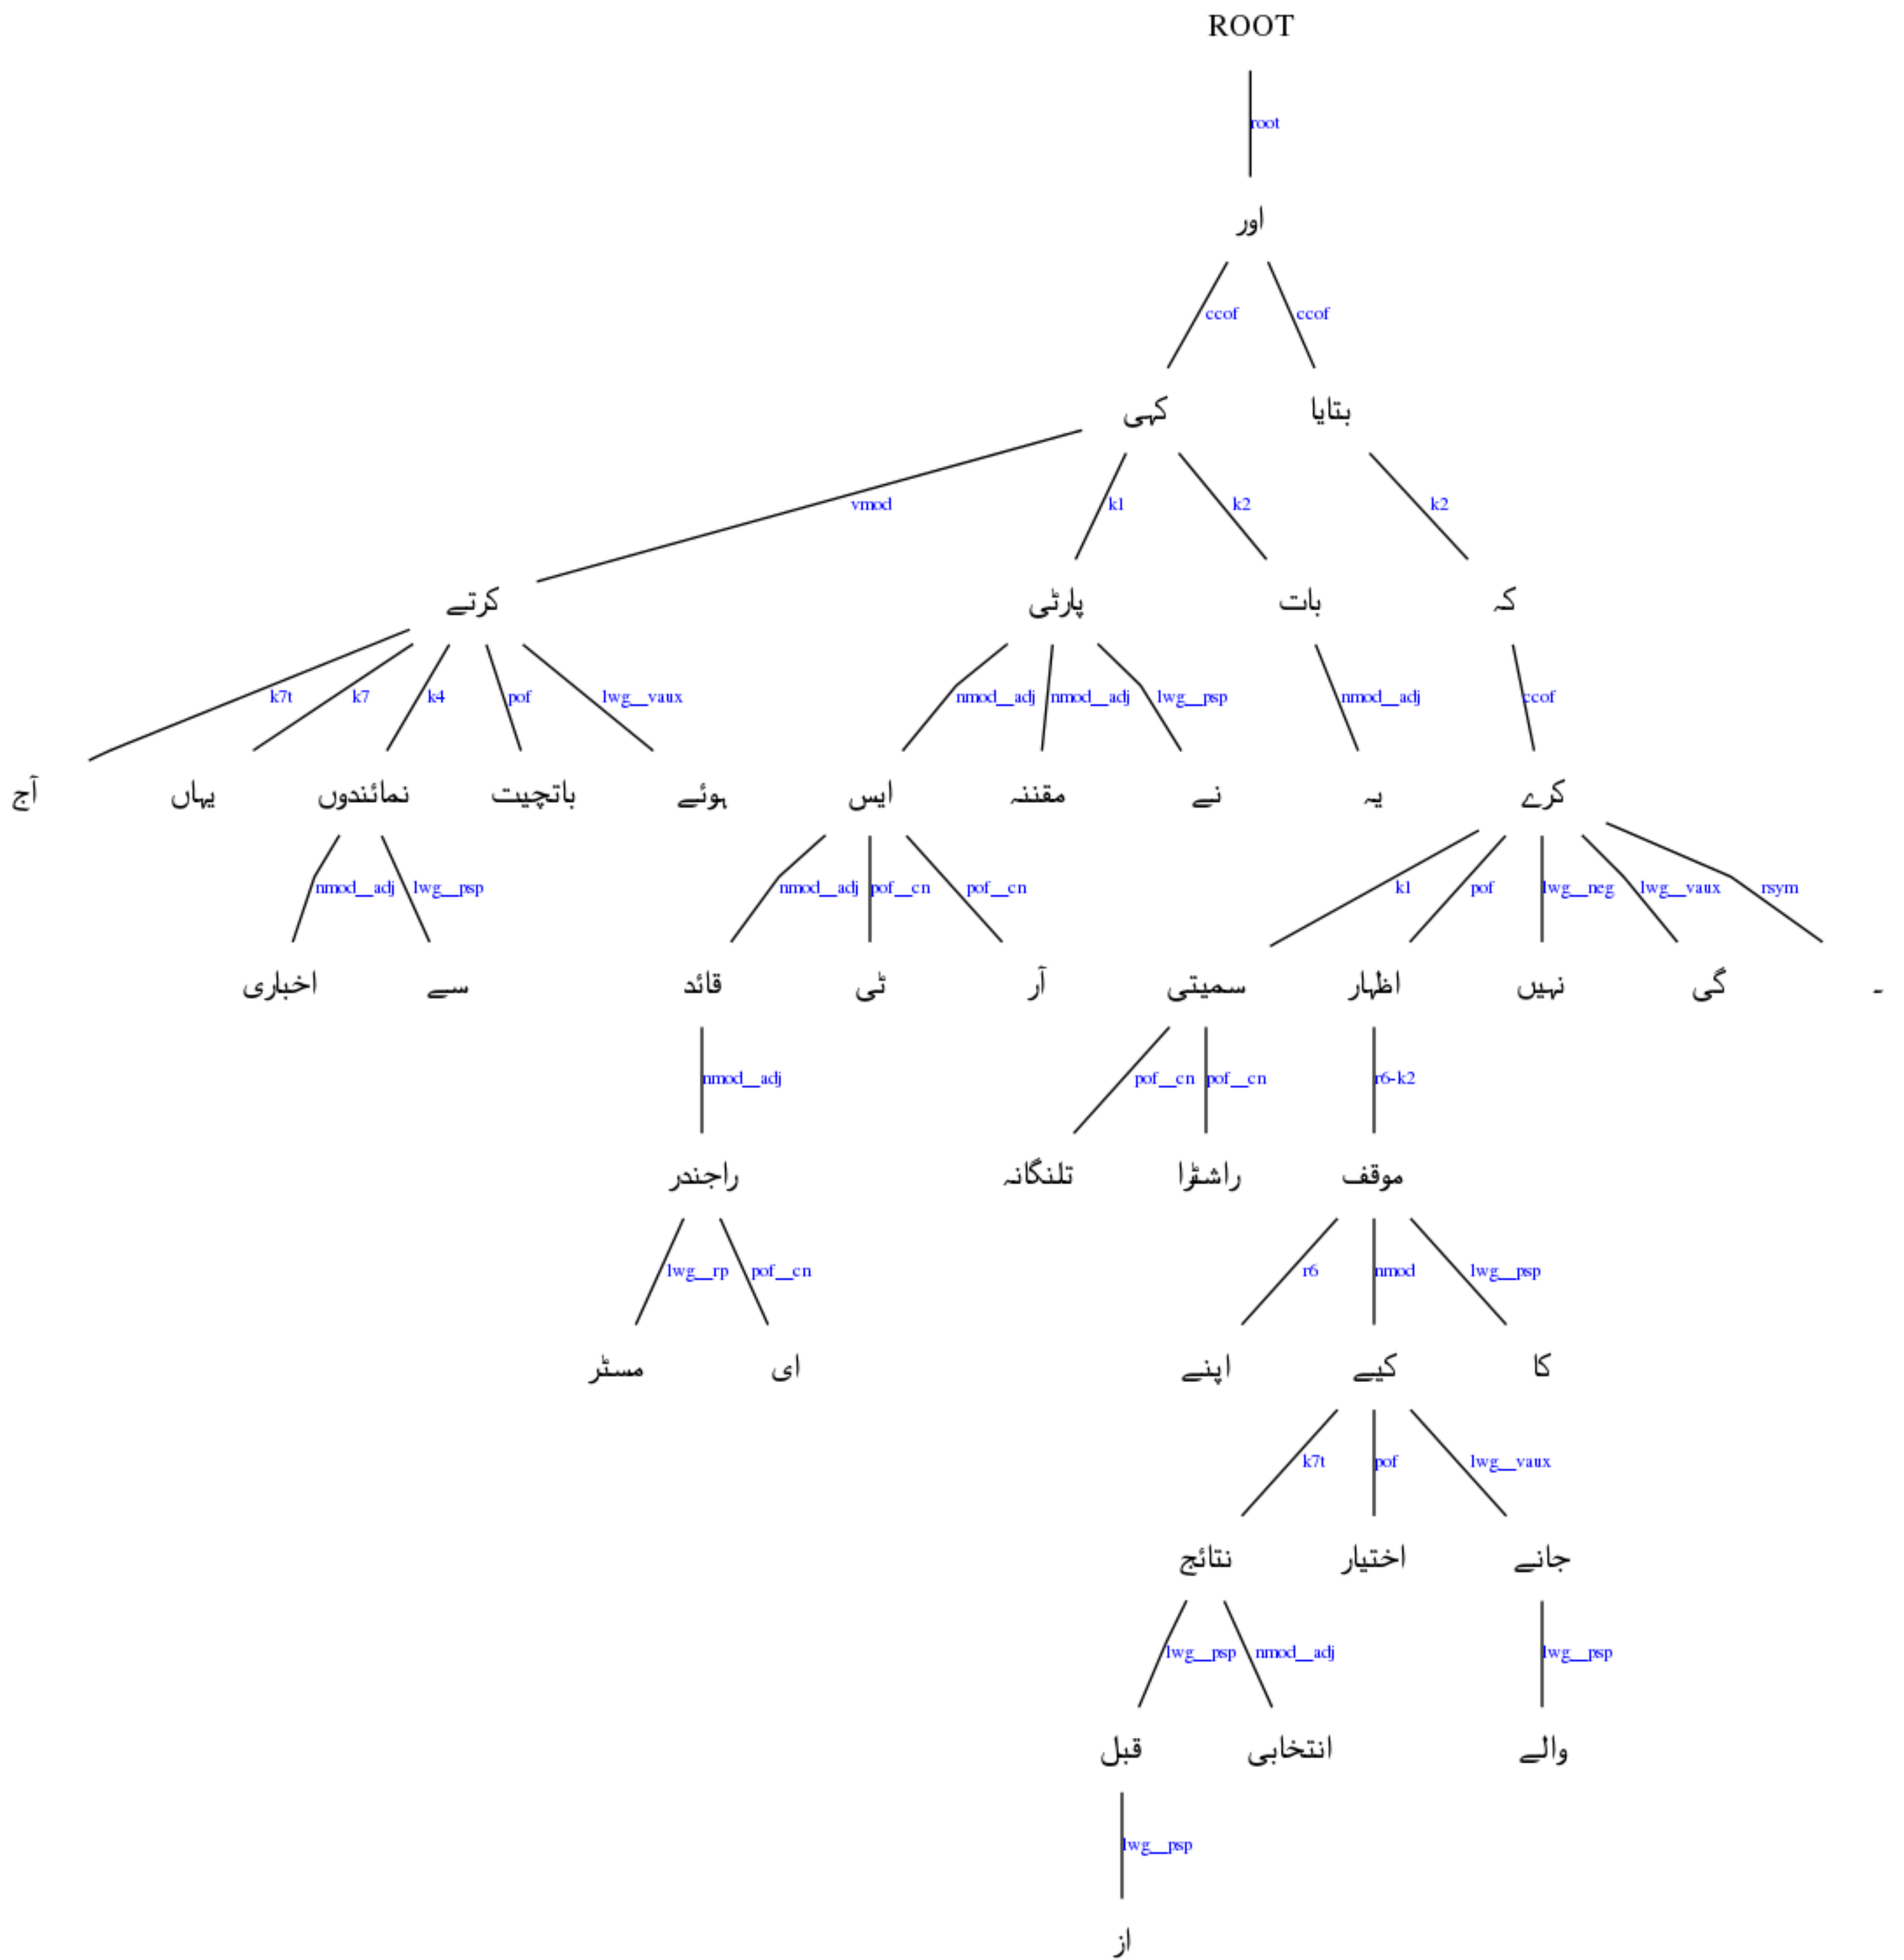 ROOT
root
اور
ccof ccof
کہی بتایا
vmod k1 k2 k2
کرتے پارٹی بات کہ
k7t k7 k4 pof lwg__vaux nmod__adj nmod__adj lwg__psp nmod__adj ccof
آج یہاں نمائندوں باتچیت ہوئے ایس مقننہ نے یہ کرے
nmod__adj lwg__psp nmod__adj pof__cn pof__cn k1 pof lwg__neg lwg__vaux rsym
اخباری سے قائد ٹی آر سمیتی اظہار نہیں گی ۔
nmod__adj pof__cn pof__cn r6-k2
راجندر تلنگانہ راشٹرا موقف
lwg__rp pof__cn r6 nmod lwg__psp
مسٹر ای اپنے کیے کا
k7t pof lwg__vaux
نتائج اختیار جانے
lwg__psp nmod__adj lwg__psp
قبل انتخابی والے
lwg__psp
از